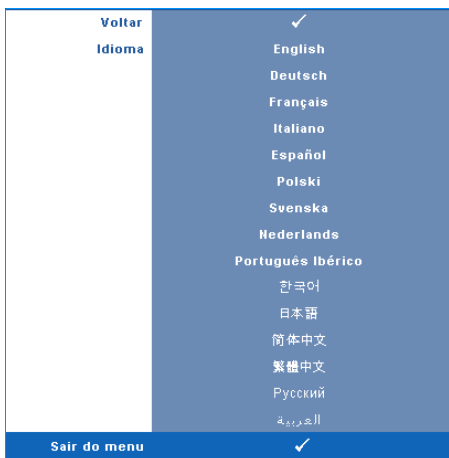 Voltar ✓
Idioma English
Deutsch
Français
Italiano
Español
Polski
Svenska
Nederlands
Português Ibérico
한국어
日本語
简体中文
繁體中文
Русский
العربية
Sair do menu ✓